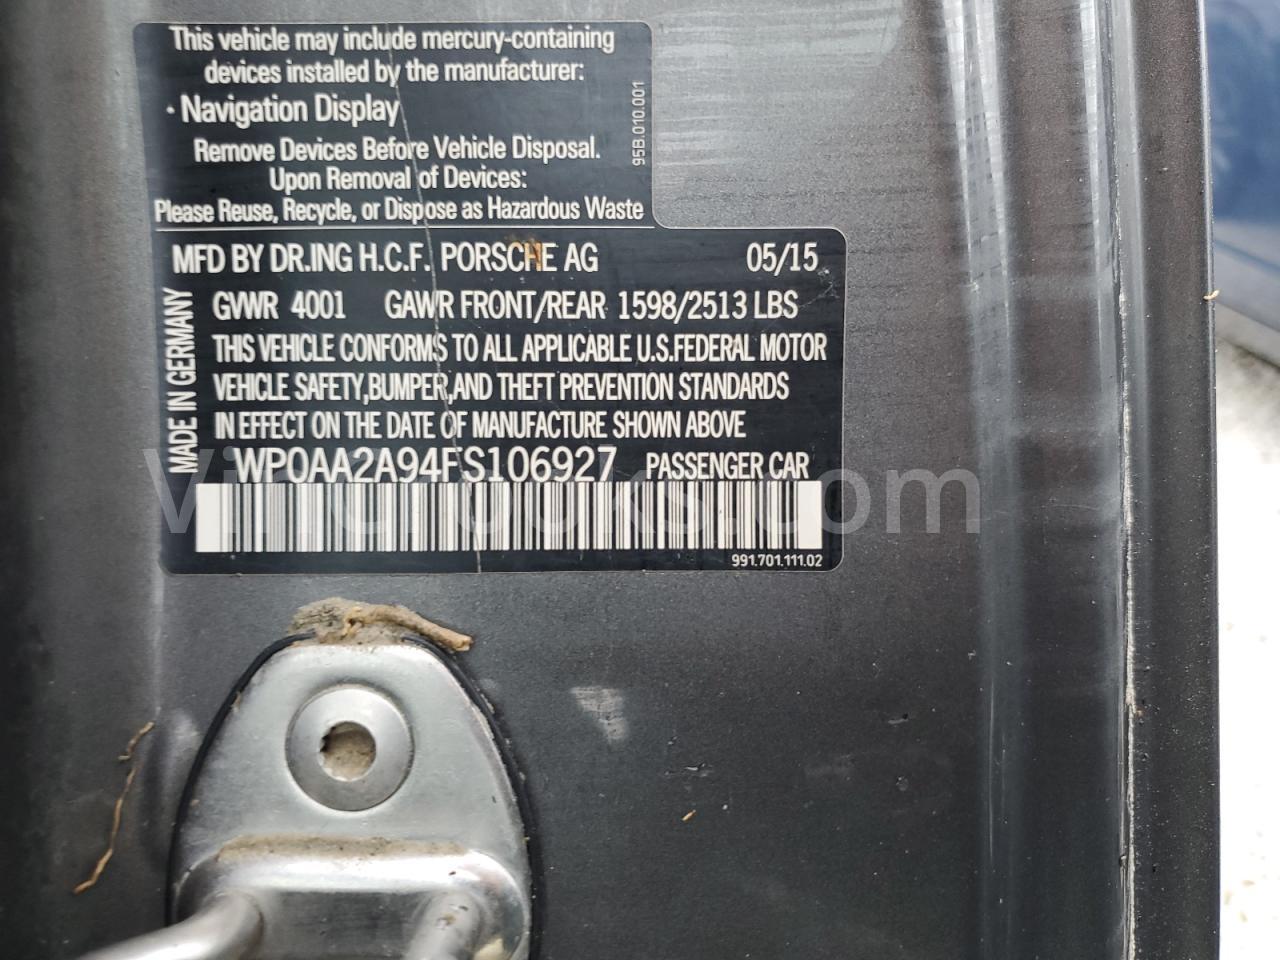 This vehicle may include mercury-containing
devices installed by the manufacturer:
· Navigation Display
Remove Devices Before Vehicle Disposal.
Upon Removal of Devices:
Please Reuse, Recycle, or Dispose as Hazardous Waste
95B.010.001
MFD BY DR.ING H.C.F. PORSCHE AG 05/15
GVWR 4001 GAWR FRONT/REAR 1598/2513 LBS
THIS VEHICLE CONFORMS TO ALL APPLICABLE U.S.FEDERAL MOTOR
VEHICLE SAFETY,BUMPER,AND THEFT PREVENTION STANDARDS
IN EFFECT ON THE DATE OF MANUFACTURE SHOWN ABOVE
MADE IN GERMANY
WP0AA2A94FS106927 PASSENGER CAR
991.701.111.02
VinCrooks.com